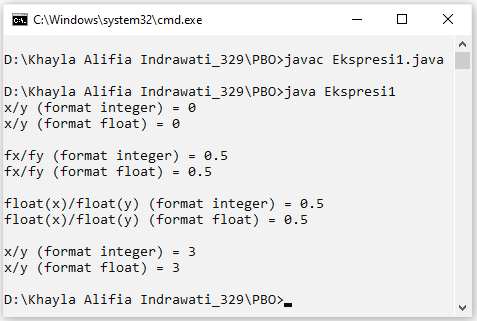 C:\Windows\system32\cmd.exe
D:\Khayla Alifia Indrawati_329\PBO>javac Ekspresi1.java
D:\Khayla Alifia Indrawati_329\PBO>java Ekspresi1
x/y (format integer) = 0
x/y (format float) = 0
fx/fy (format integer) = 0.5
fx/fy (format float) = 0.5
float(x)/float(y) (format integer) = 0.5
float(x)/float(y) (format float) = 0.5
x/y (format integer) = 3
x/y (format float) = 3
D:\Khayla Alifia Indrawati_329\PBO>